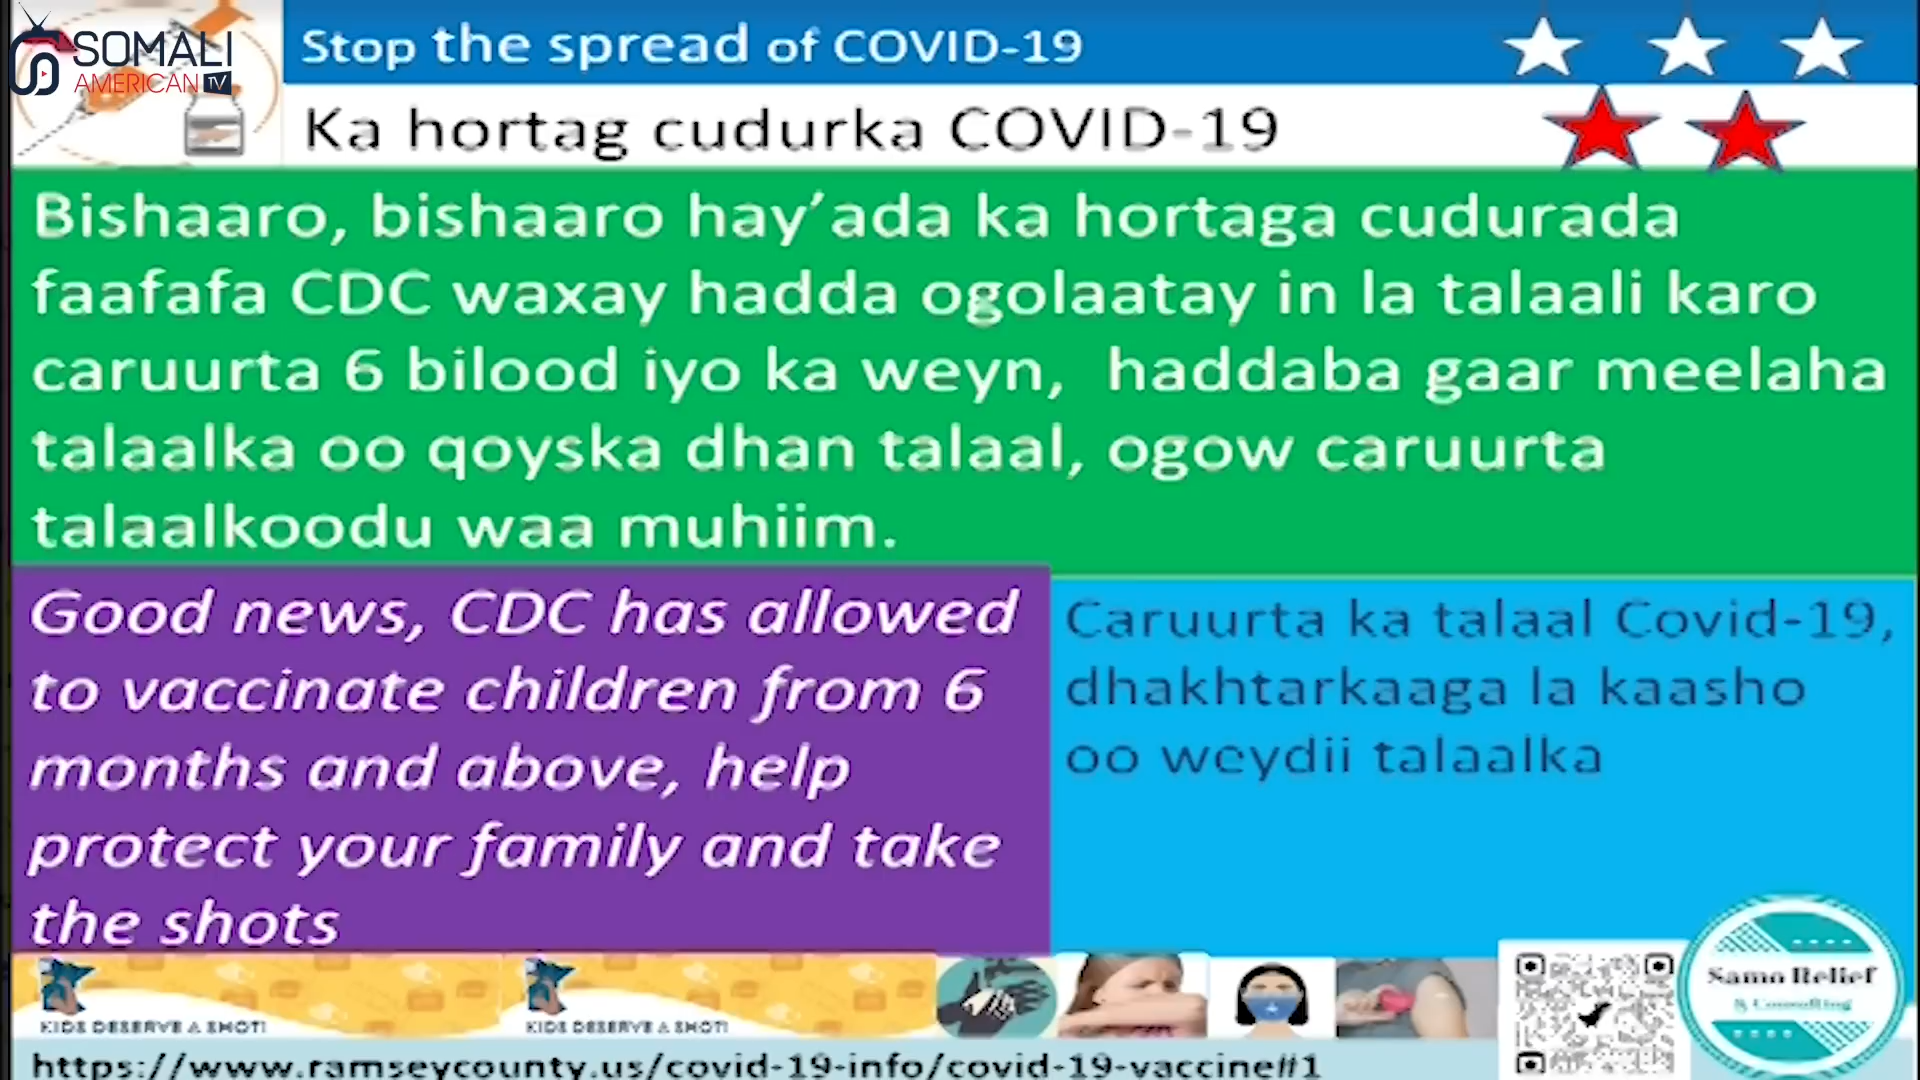 SOMALI
AMERICAN TV
Stop the spread of COVID-19
Ka hortag cudurka COVID-19
Bishaaro, bishaaro hay’ada ka hortaga cudurada
faafafa CDC waxay hadda ogolaatay in la talaali karo
caruurta 6 bilood iyo ka weyn, haddaba gaar meelaha
talaalka oo qoyska dhan talaal, ogow caruurta
talaalkoodu waa muhiim.
Good news, CDC has allowed
to vaccinate children from 6
months and above, help
protect your family and take
the shots
Caruurta ka talaal Covid-19,
dhakhtarkaaga la kaasho
oo weydii talaalka
KIDS DESERVE A SHOT!
KIDS DESERVE A SHOT!
Samo Relief
& Consulting
https://www.ramseycounty.us/covid-19-info/covid-19-vaccine#1